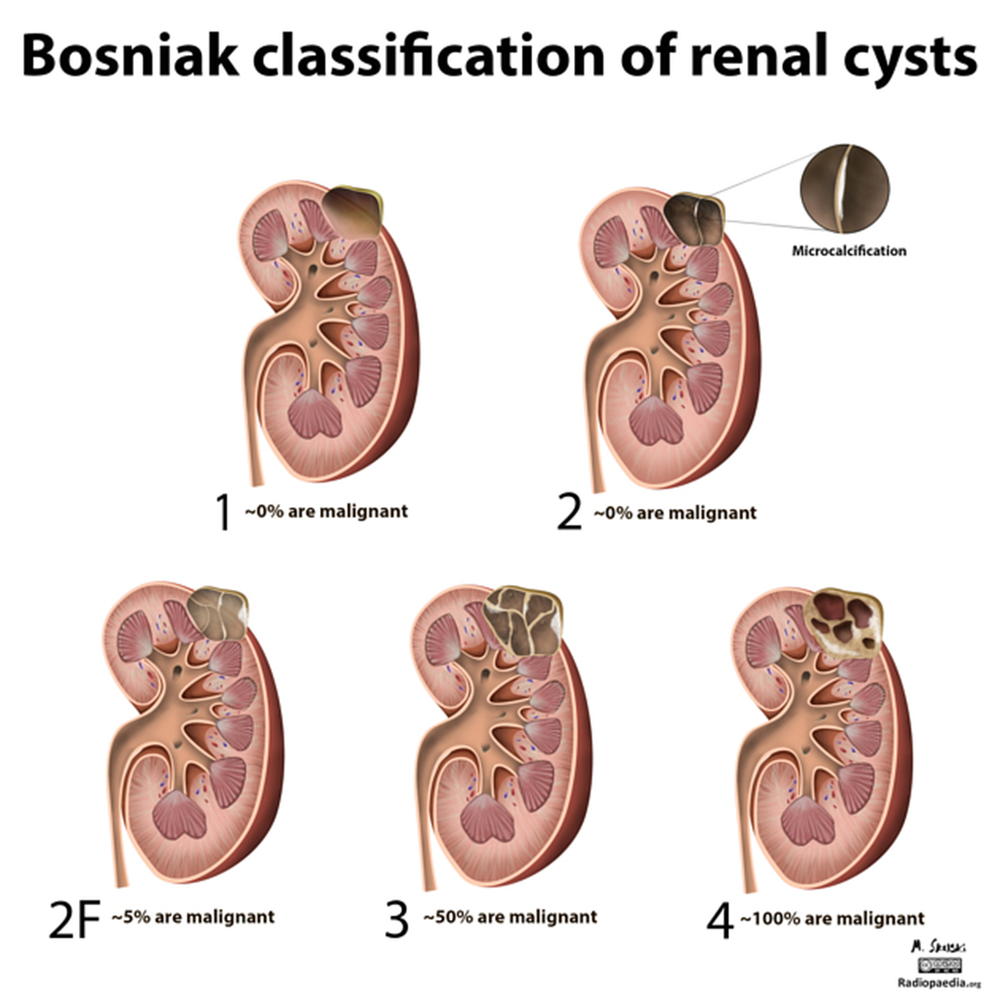 Bosniak classification of renal cysts
Microcalcification
1 ~0% are malignant
2 ~0% are malignant
2F ~5% are malignant
3 ~50% are malignant
4 ~100% are malignant
Radiopaedia.org